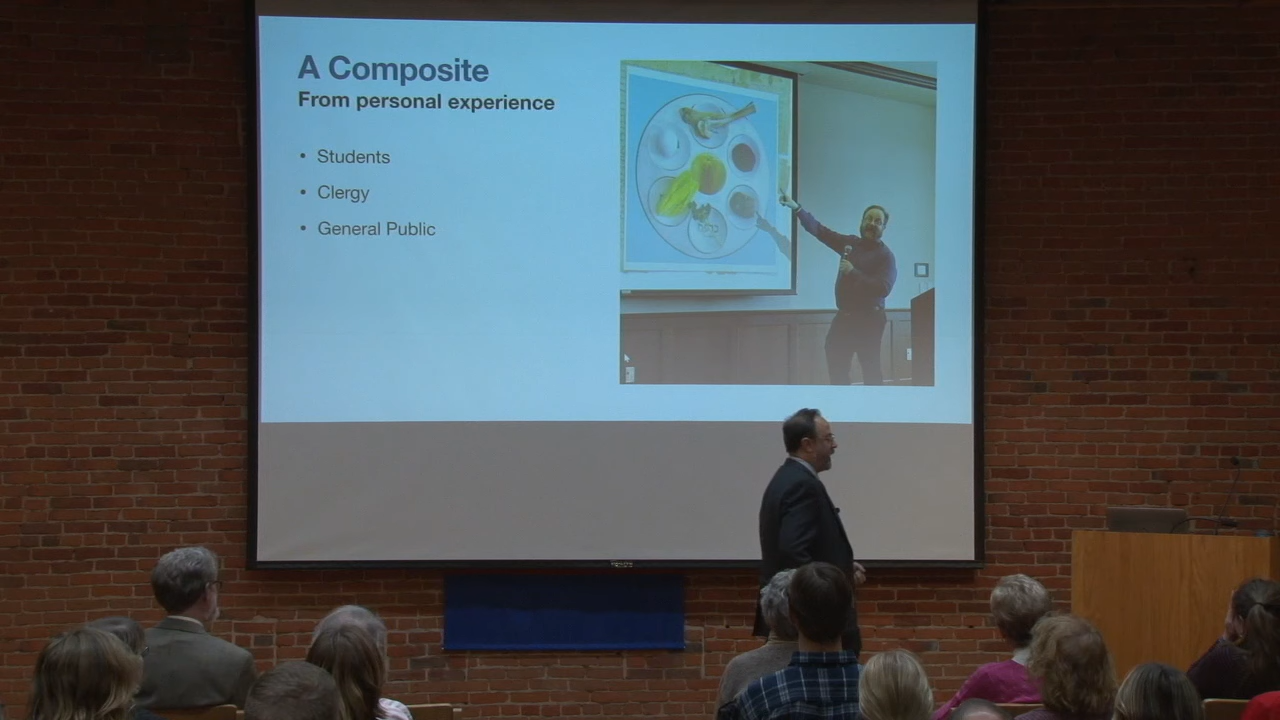 A Composite
From personal experience
• Students
• Clergy
• General Public